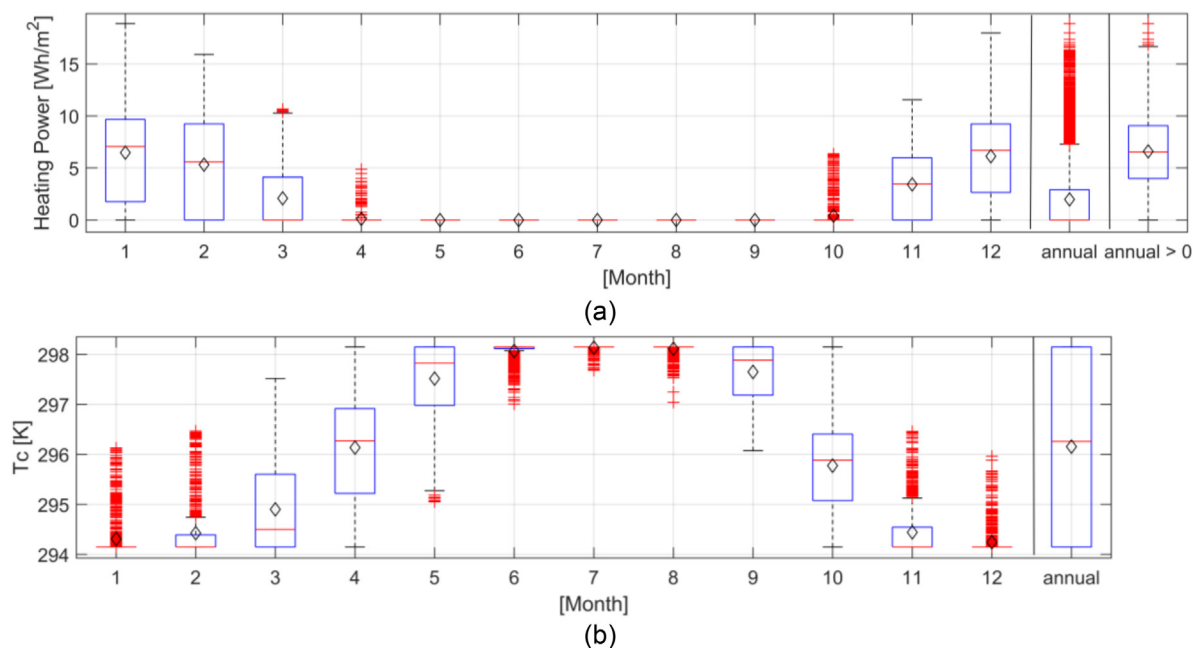 Heating Power [Wh/m²]
15
10
5
0
1 2 3 4 5 6 7 8 9 10 11 12 annual annual > 0
[Month]
(a)
Tc [K]
298
297
296
295
294
1 2 3 4 5 6 7 8 9 10 11 12 annual
[Month]
(b)